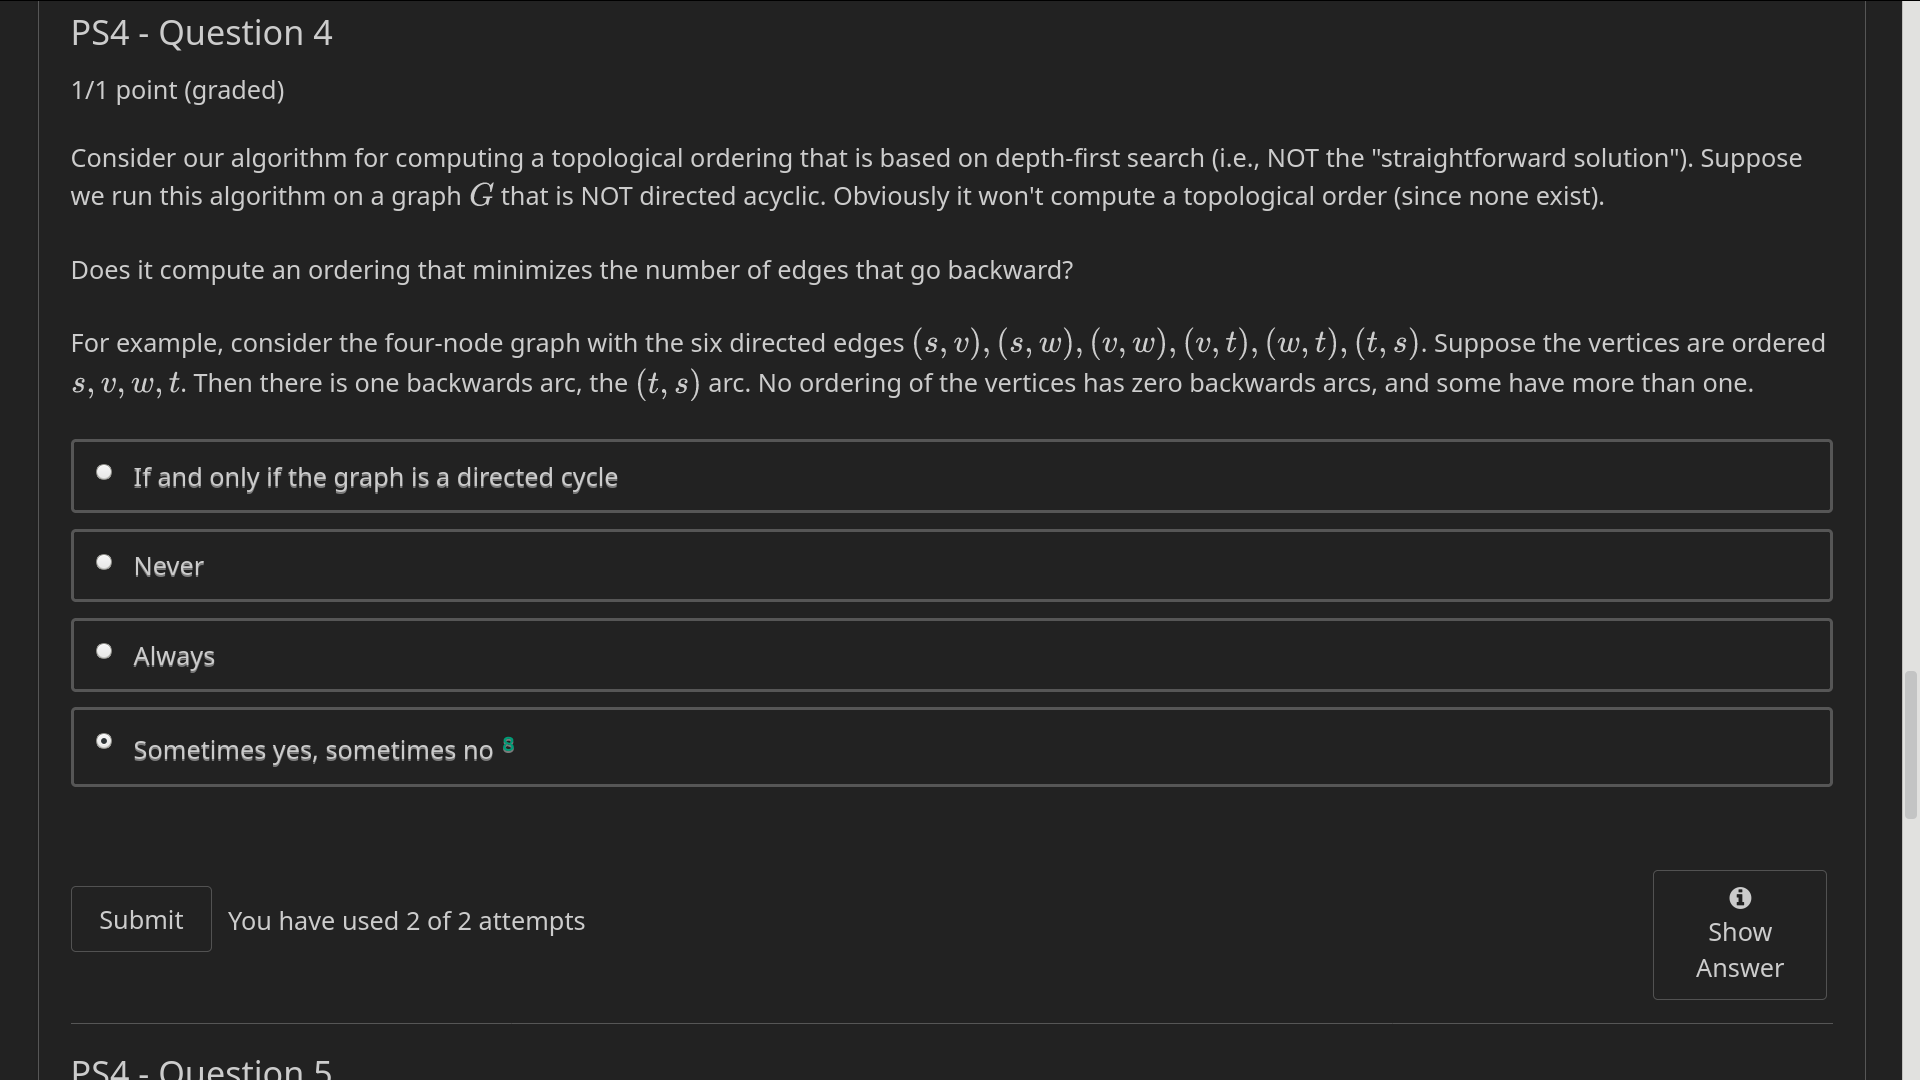 PS4 - Question 4
1/1 point (graded)
Consider our algorithm for computing a topological ordering that is based on depth-first search (i.e., NOT the "straightforward solution"). Suppose
we run this algorithm on a graph G that is NOT directed acyclic. Obviously it won't compute a topological order (since none exist).
Does it compute an ordering that minimizes the number of edges that go backward?
For example, consider the four-node graph with the six directed edges (s, v), (s, w), (v, w), (v, t), (w, t), (t, s). Suppose the vertices are ordered
s, v, w, t. Then there is one backwards arc, the (t, s) arc. No ordering of the vertices has zero backwards arcs, and some have more than one.
If and only if the graph is a directed cycle
Never
Always
Sometimes yes, sometimes no
Submit You have used 2 of 2 attempts
Show
Answer
PS4 - Question 5